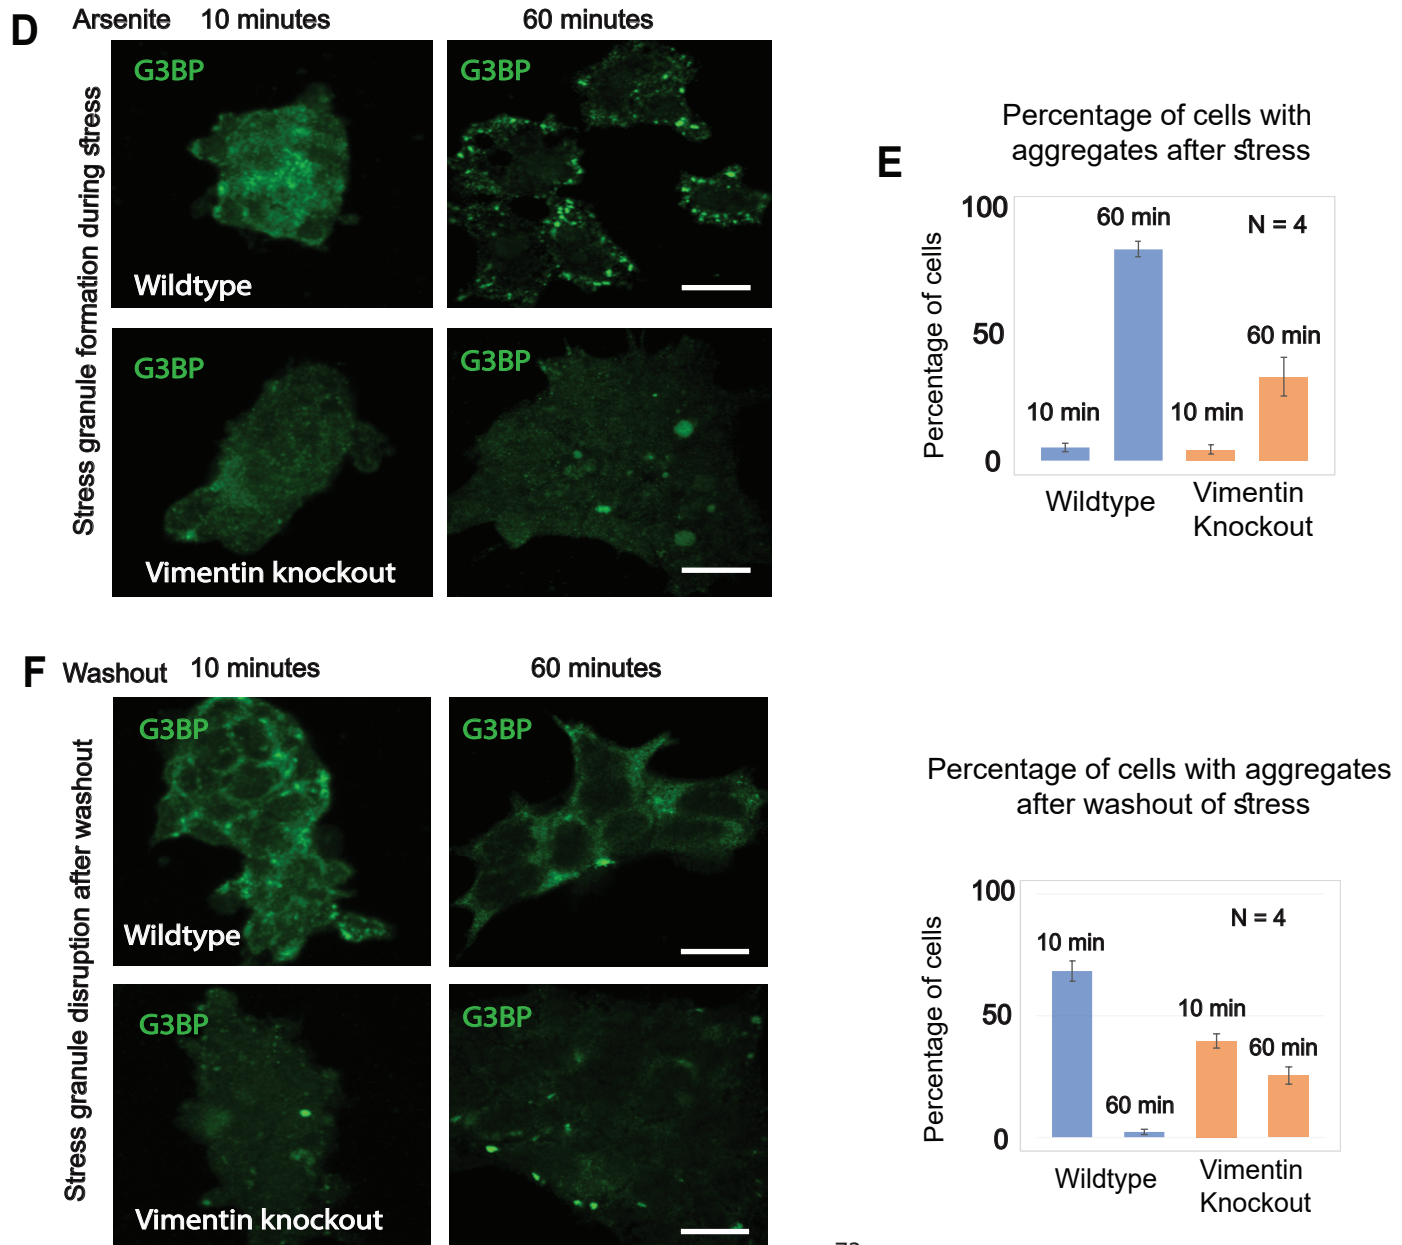 D
Arsenite 10 minutes 60 minutes
Stress granule formation during stress
G3BP
G3BP
Wildtype
G3BP
G3BP
Vimentin knockout
E
Percentage of cells with
aggregates after stress
Percentage of cells
100
50
0
60 min
N = 4
60 min
10 min
10 min
Wildtype
Vimentin
Knockout
F
Washout 10 minutes 60 minutes
Stress granule disruption after washout
G3BP
G3BP
Wildtype
G3BP
G3BP
Vimentin knockout
Percentage of cells with aggregates
after washout of stress
Percentage of cells
100
50
0
N = 4
10 min
10 min
60 min
60 min
Wildtype
Vimentin
Knockout